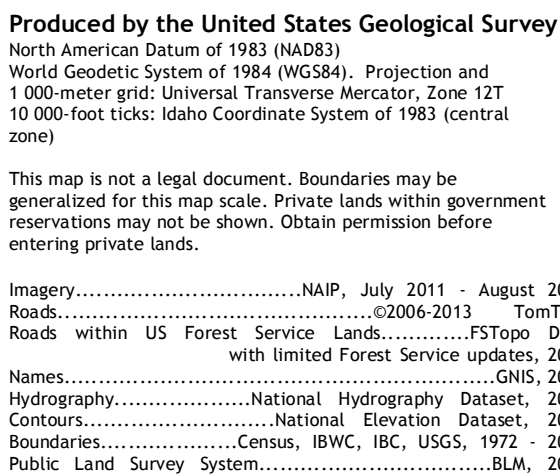 Produced by the United States Geological Survey
North American Datum of 1983 (NAD83)
World Geodetic System of 1984 (WGS84). Projection and
1 000-meter grid: Universal Transverse Mercator, Zone 12T
10 000-foot ticks: Idaho Coordinate System of 1983 (central
zone)
This map is not a legal document. Boundaries may be
generalized for this map scale. Private lands within government
reservations may not be shown. Obtain permission before
entering private lands.
Imagery..............................NAIP, July 2011 - August
Roads..........................................©2006-2013
Roads within US Forest Service Lands.............FSTopo
with limited Forest Service updates,
Names.........................................................GNIS,
Hydrography..................National Hydrography Dataset,
Contours..........................National Elevation Dataset,
Boundaries..................Census, IBWC, IBC, USGS, 1972 -
Public Land Survey System...............................BLM,